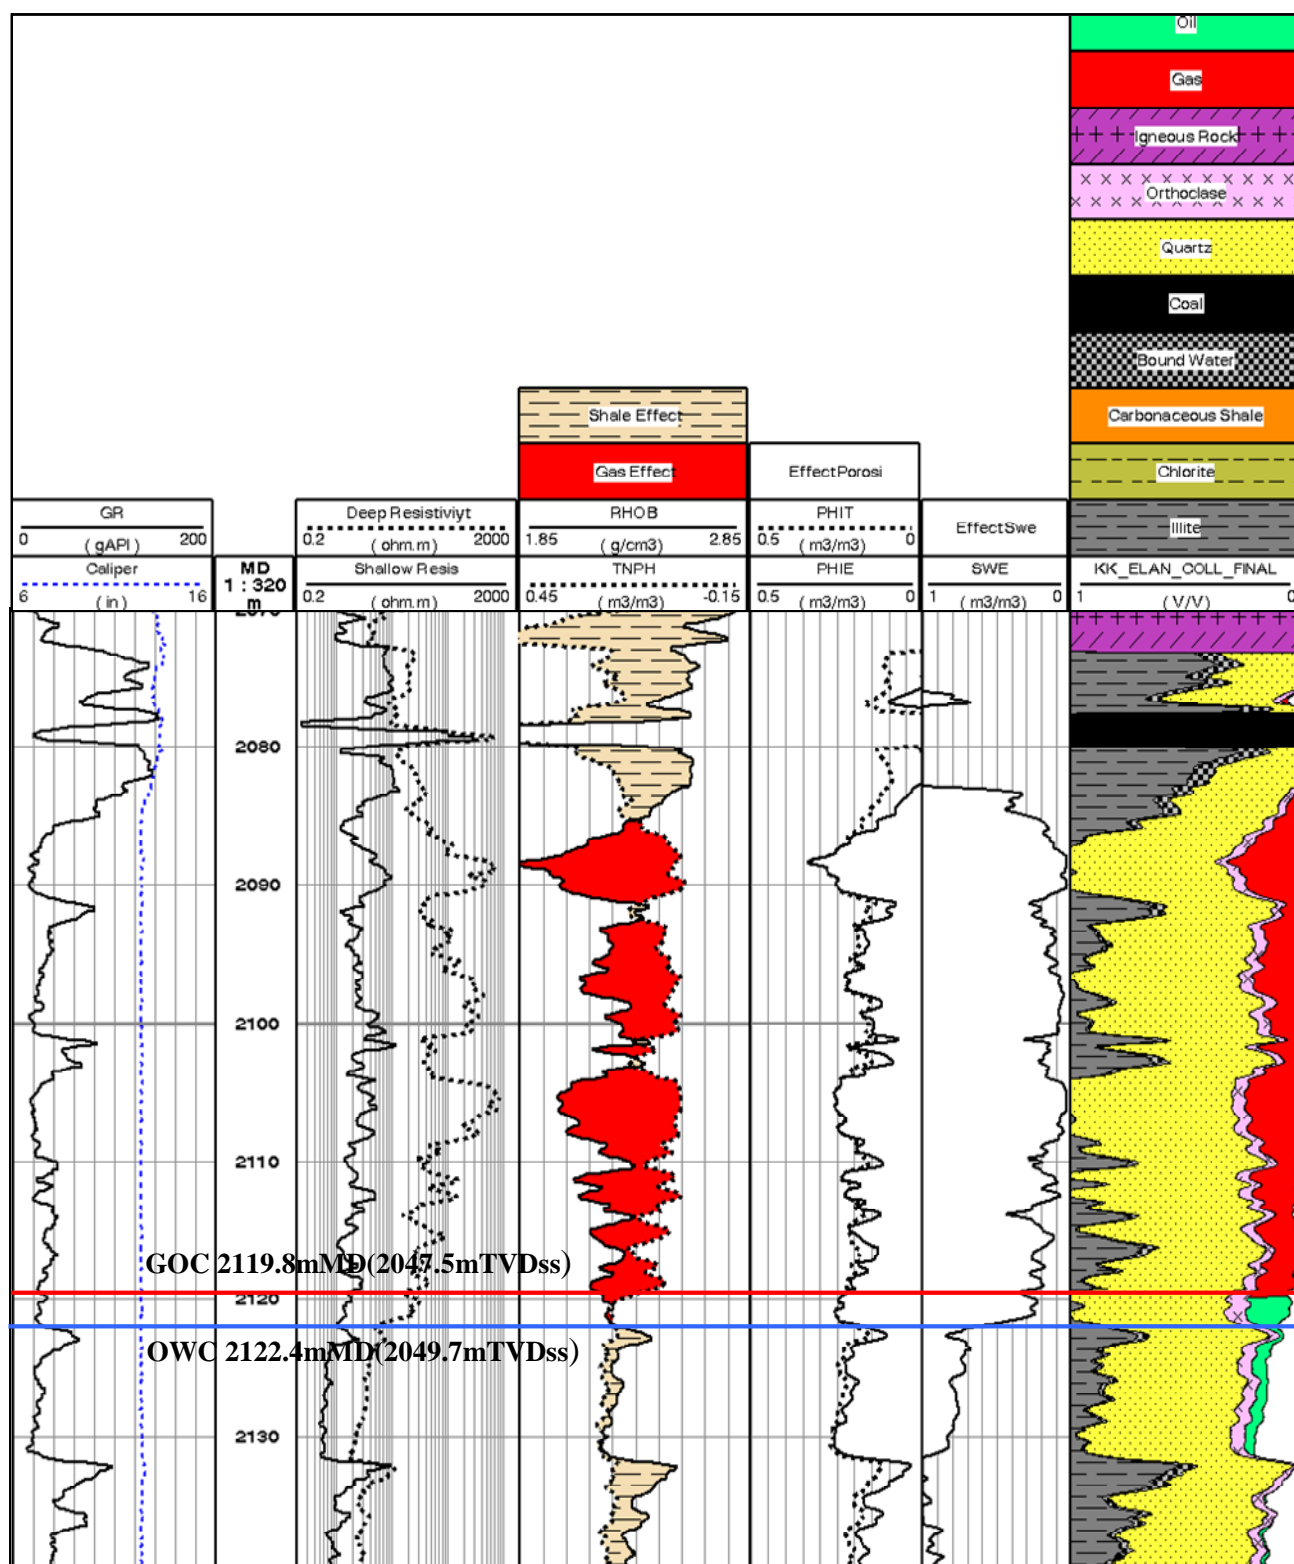 Oil
Gas
Igneous Rock
Orthoclase
Quartz
Coal
Bound Water
Shale Effect
Carbonaceous Shale
Gas Effect
EffectPorosi
Chlorite
GR
0 (gAPI) 200
Deep Resistiviyt
0.2 (ohm.m) 2000
RHOB
1.85 (g/cm3) 2.85
PHIT
0.5 (m3/m3) 0
EffectSwe
Illite
Caliper
6 (in) 16
MD
1 : 320
m
Shallow Resis
0.2 (ohm.m) 2000
TNPH
0.45 (m3/m3) -0.15
PHIE
0.5 (m3/m3) 0
SWE
1 (m3/m3) 0
KK_ELAN_COLL_FINAL
1 (V/V) 0
2080
2090
2100
2110
GOC 2119.8mMD(2047.5mTVDss)
2120
OWC 2122.4mMD(2049.7mTVDss)
2130